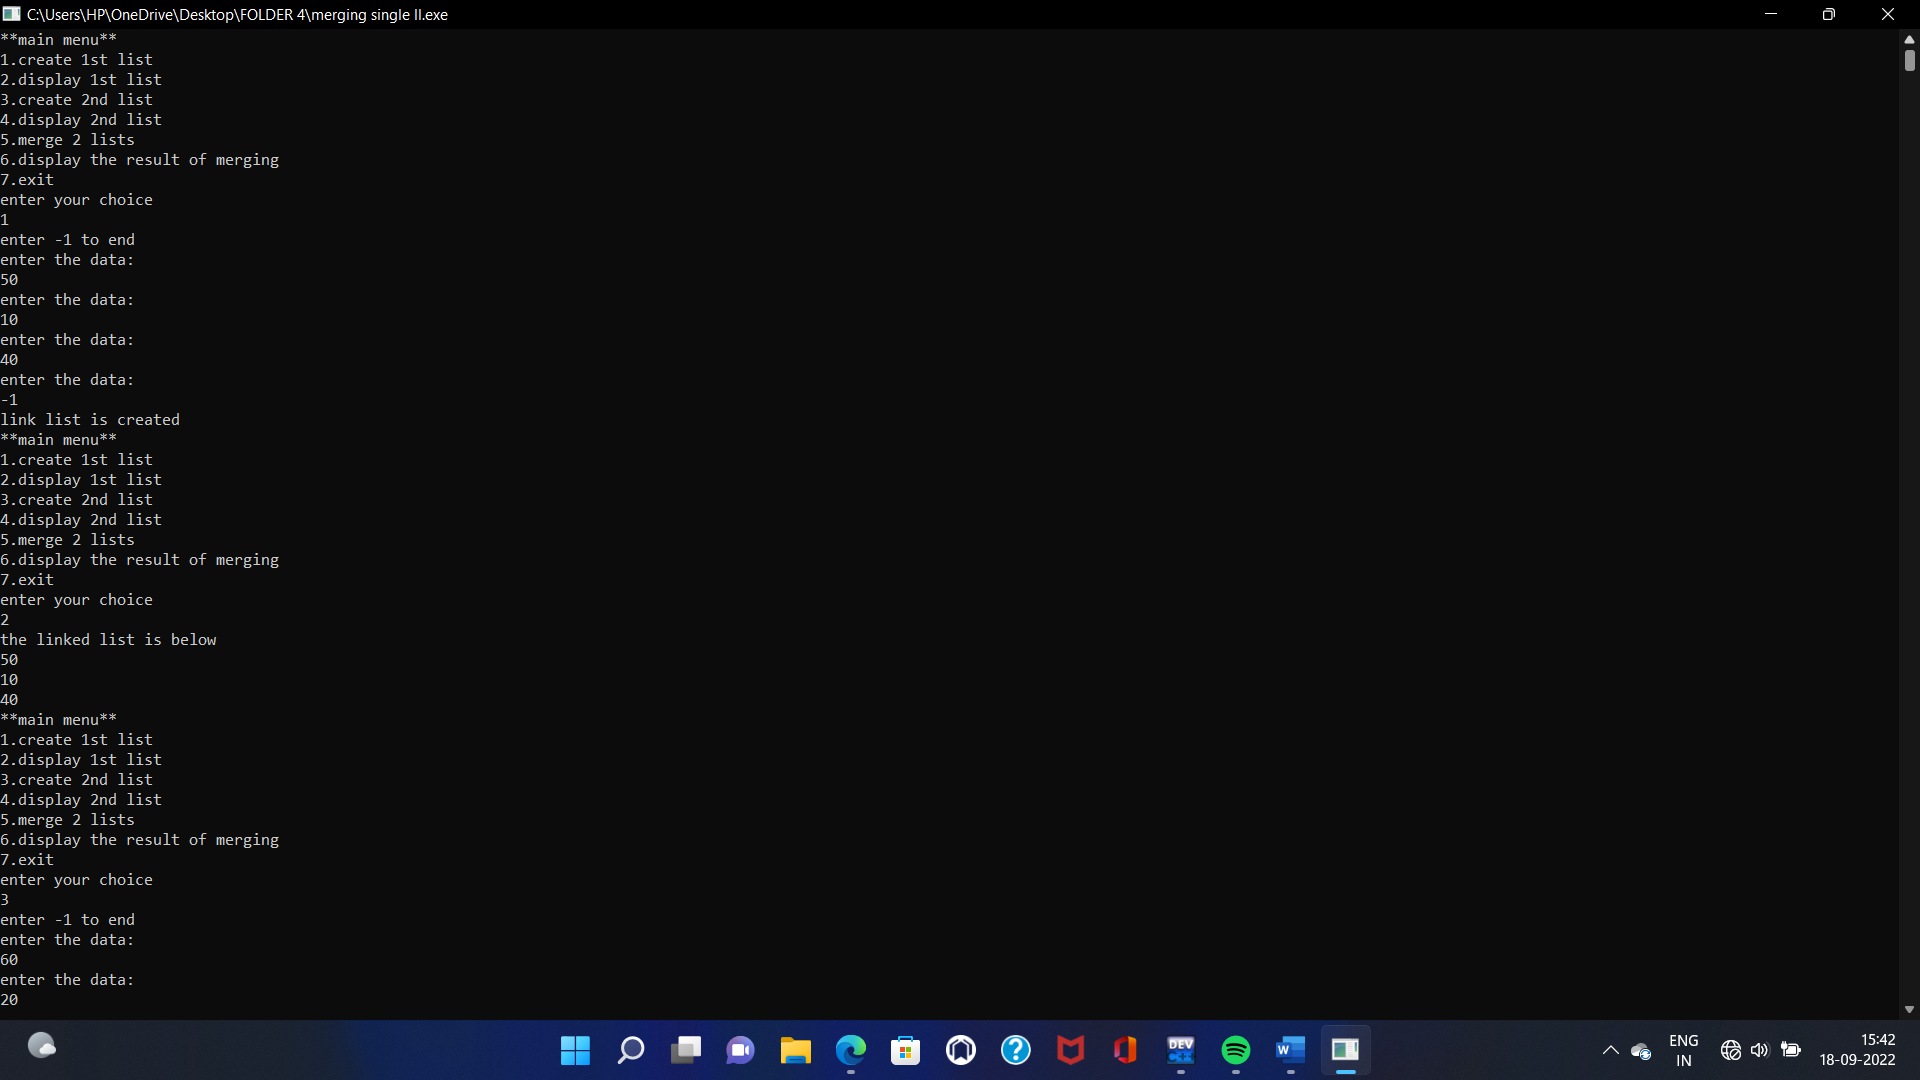 C:\Users\HP\OneDrive\Desktop\FOLDER 4\merging single ll.exe
**main menu**
1.create 1st list
2.display 1st list
3.create 2nd list
4.display 2nd list
5.merge 2 lists
6.display the result of merging
7.exit
enter your choice
1
enter -1 to end
enter the data:
50
enter the data:
10
enter the data:
40
enter the data:
-1
link list is created
**main menu**
1.create 1st list
2.display 1st list
3.create 2nd list
4.display 2nd list
5.merge 2 lists
6.display the result of merging
7.exit
enter your choice
2
the linked list is below
50
10
40
**main menu**
1.create 1st list
2.display 1st list
3.create 2nd list
4.display 2nd list
5.merge 2 lists
6.display the result of merging
7.exit
enter your choice
3
enter -1 to end
enter the data:
60
enter the data:
20
DEV
C++
W
ENG
IN
15:42
18-09-2022